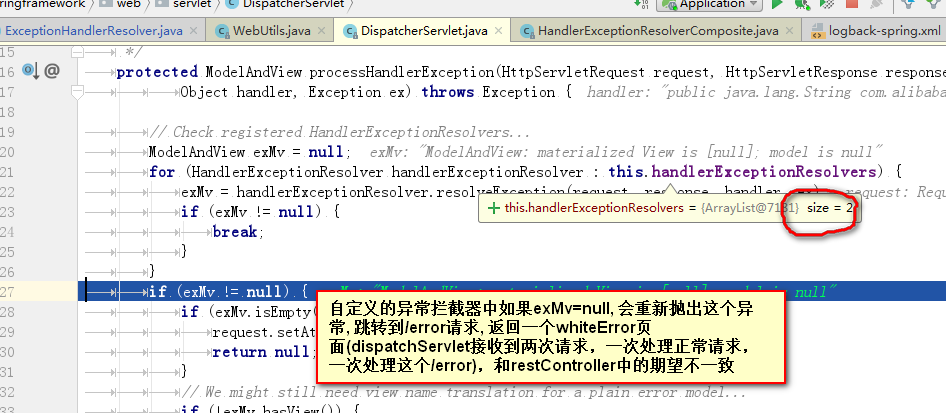 ringframework › web › servlet › DispatcherServlet
Application
ExceptionHandlerResolver.java × WebUtils.java × DispatcherServlet.java × HandlerExceptionResolverComposite.java × logback-spring.xml
15 */
16 @ protected ModelAndView processHandlerException(HttpServletRequest request, HttpServletResponse response
17 Object handler, Exception ex) throws Exception { handler: "public java.lang.String com.alibaba
18
19 // Check registered HandlerExceptionResolvers...
20 ModelAndView exMv = null; exMv: "ModelAndView: materialized View is [null]; model is null"
21 for (HandlerExceptionResolver handlerExceptionResolver : this.handlerExceptionResolvers) {
22 exMv = handlerExceptionResolver.resolveException(request, response, handler, request: Requ
+ this.handlerExceptionResolvers = {ArrayList@7181} size = 2
23 if (exMv != null) {
24 break;
25 }
26 }
27 if (exMv != null) {
null"
28 if (exMv.isEmpty(
29 request.setAt
30 return null;
31 }
32 // We might still need view name translation for a plain error model...
33 if (!exMv.hasView()) {
自定义的异常拦截器中如果exMv=null,会重新抛出这个异
常,跳转到/error请求,返回一个whiteError页
面(dispatchServlet接收到两次请求，一次处理正常请求，
一次处理这个/error)，和restController中的期望不一致